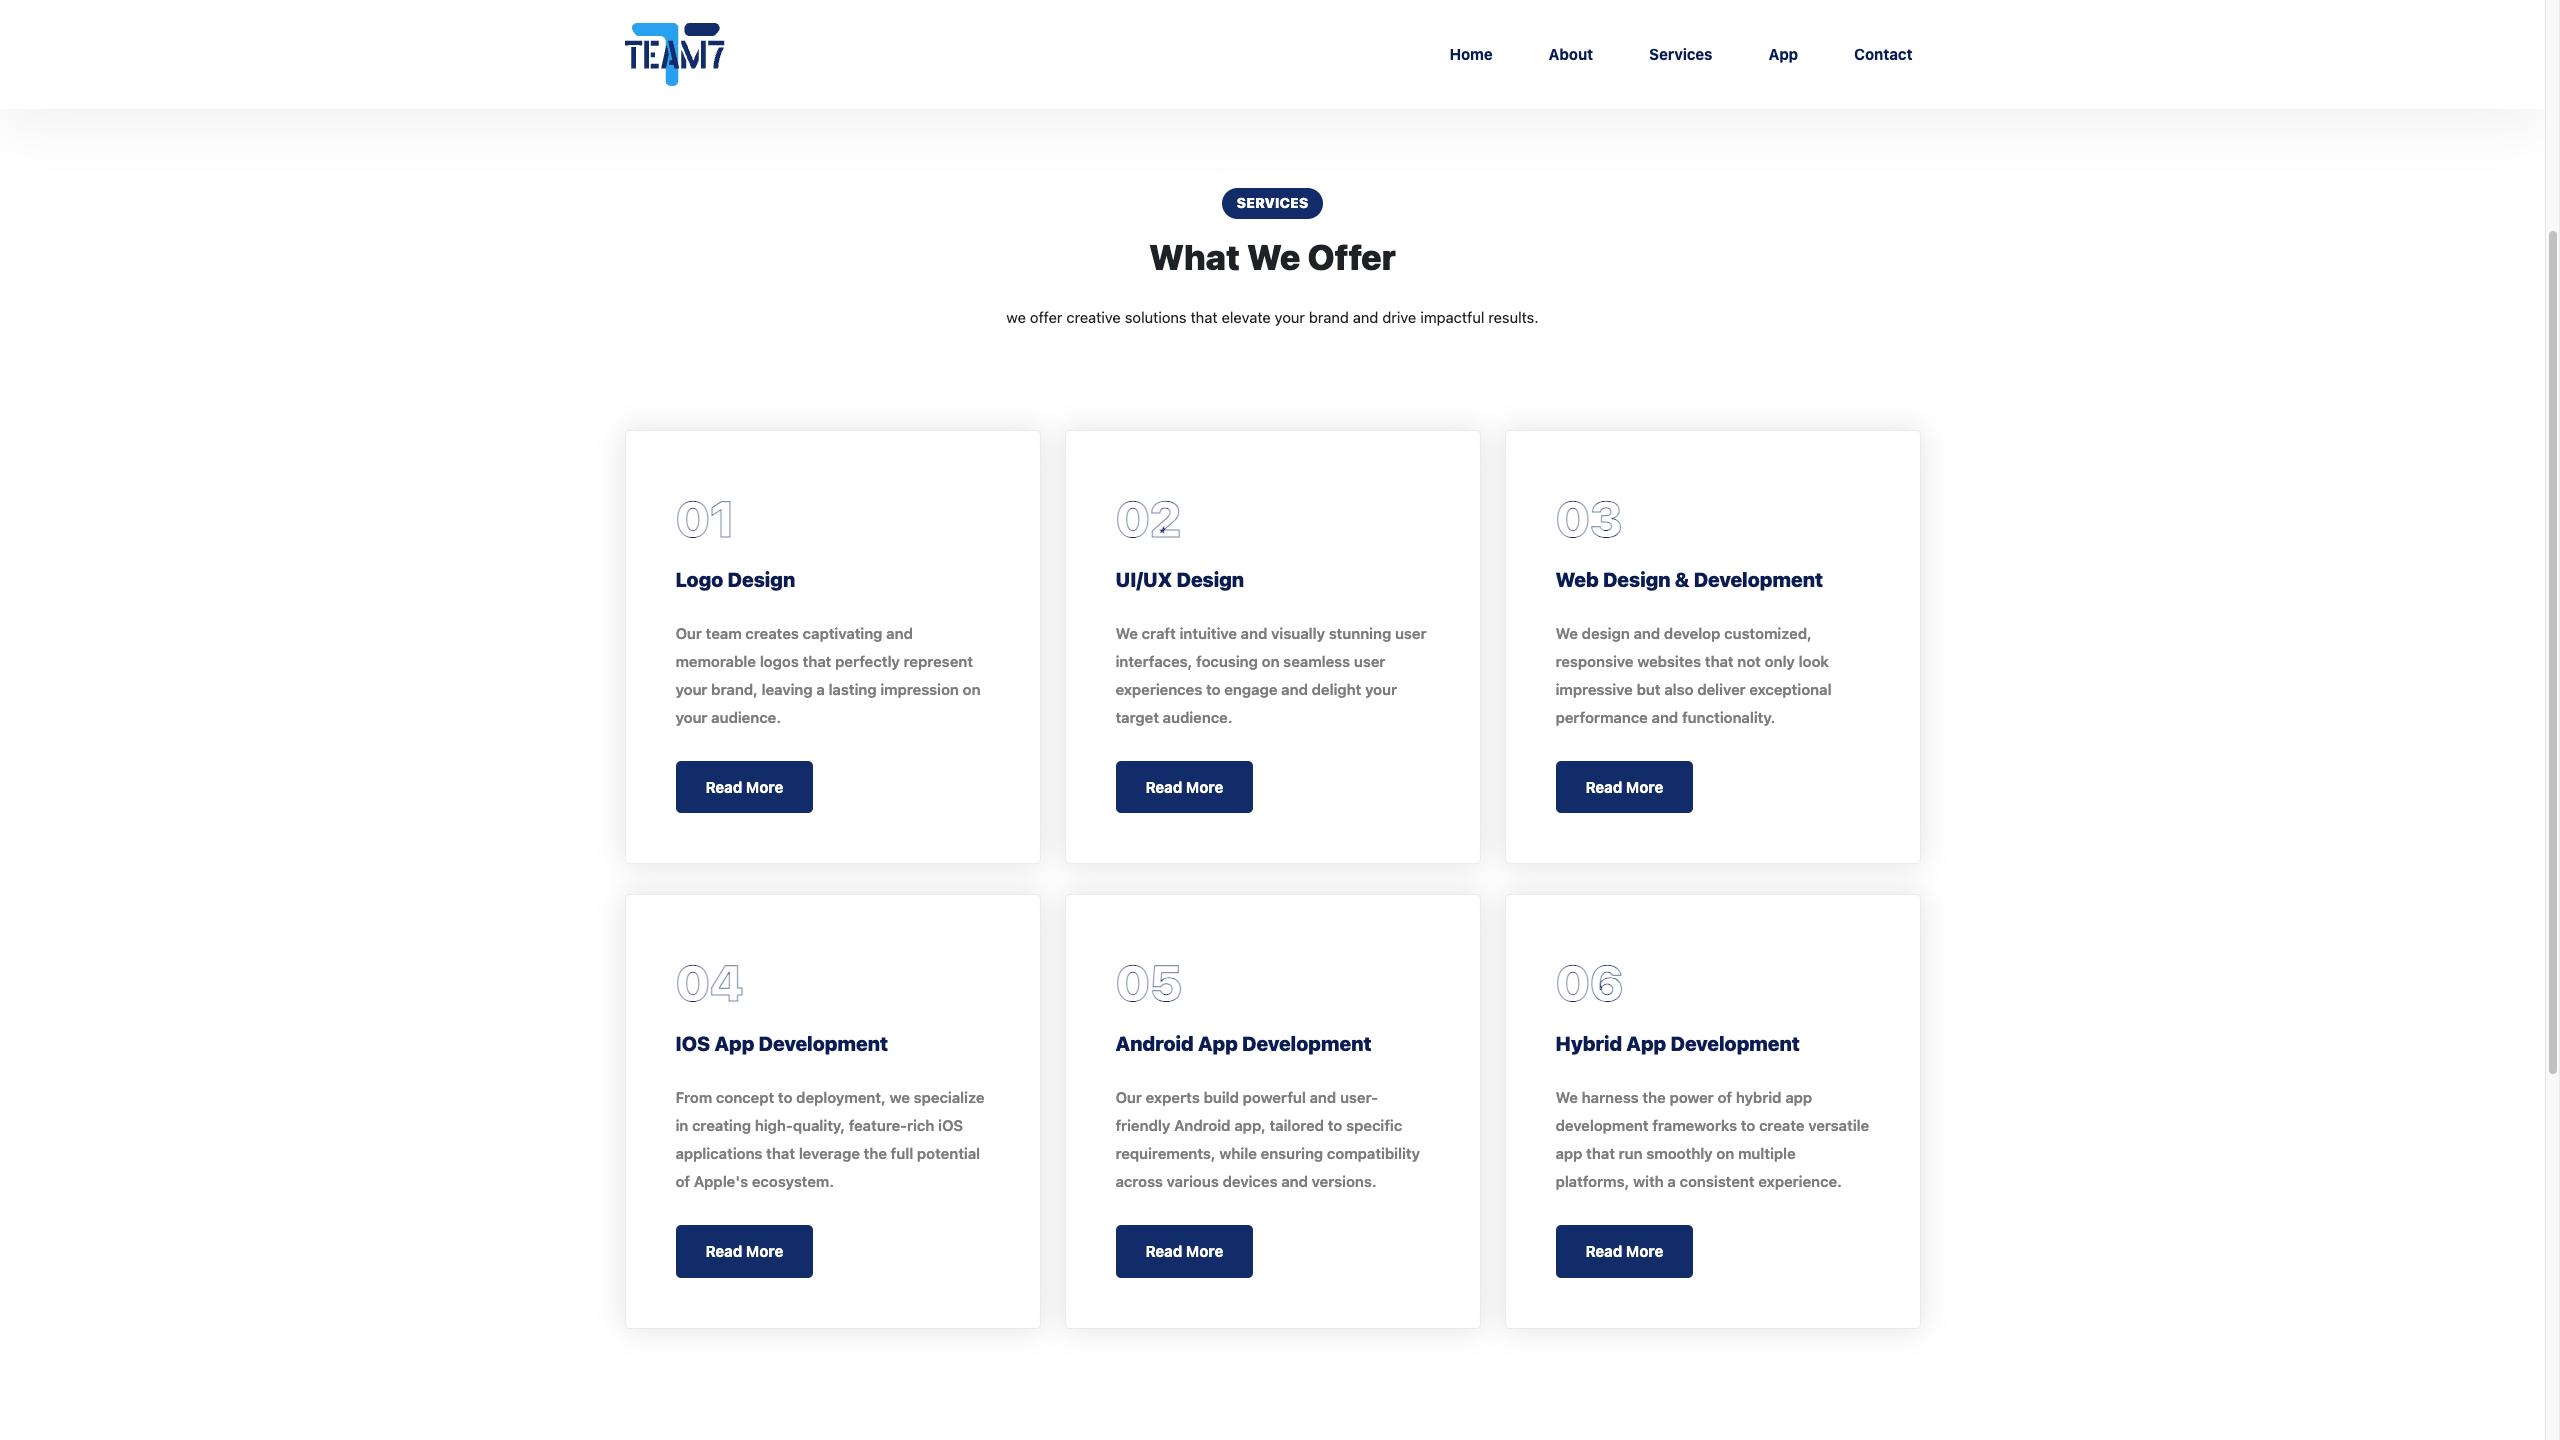 TEAM7
Home
About
Services
App
Contact
SERVICES
What We Offer
we offer creative solutions that elevate your brand and drive impactful results.
01
Logo Design
Our team creates captivating and
memorable logos that perfectly represent
your brand, leaving a lasting impression on
your audience.
Read More
02
UI/UX Design
We craft intuitive and visually stunning user
interfaces, focusing on seamless user
experiences to engage and delight your
target audience.
Read More
03
Web Design & Development
We design and develop customized,
responsive websites that not only look
impressive but also deliver exceptional
performance and functionality.
Read More
04
IOS App Development
From concept to deployment, we specialize
in creating high-quality, feature-rich iOS
applications that leverage the full potential
of Apple's ecosystem.
Read More
05
Android App Development
Our experts build powerful and user-
friendly Android app, tailored to specific
requirements, while ensuring compatibility
across various devices and versions.
Read More
06
Hybrid App Development
We harness the power of hybrid app
development frameworks to create versatile
app that run smoothly on multiple
platforms, with a consistent experience.
Read More